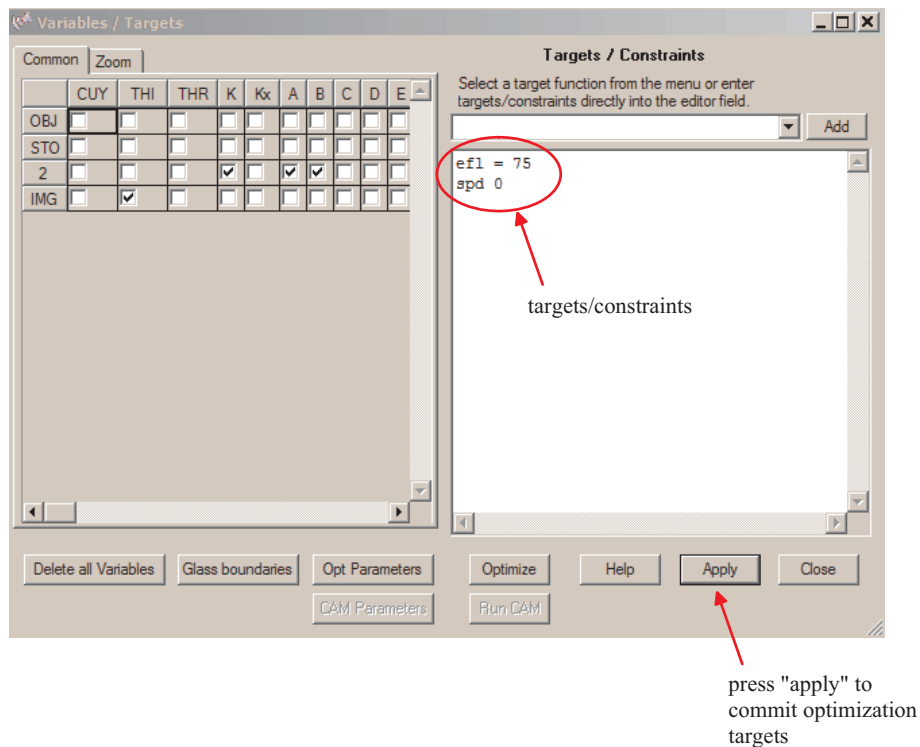 Variables / Targets
Common Zoom
CUY THI THR K Kx A B C D E
OBJ
STO
2
IMG
Targets / Constraints
Select a target function from the menu or enter
targets/constraints directly into the editor field.
Add
efl = 75
spd 0
targets/constraints
Delete all Variables Glass boundaries Opt Parameters Optimize Help Apply Close
CAM Parameters Run CAM
press "apply" to
commit optimization
targets